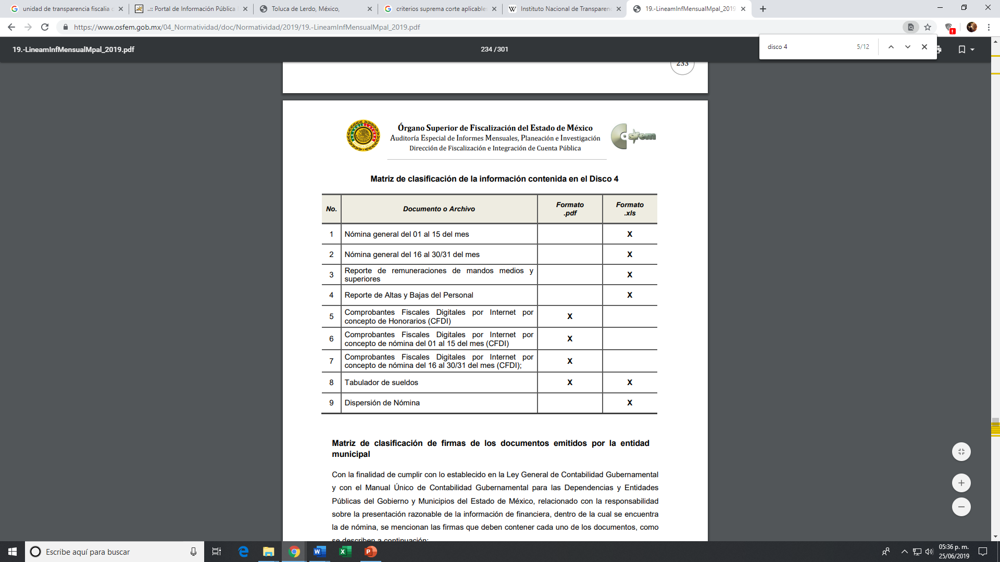 unidad de transparencia fiscalia
..:: Portal de Información Pública
Toluca de Lerdo, México,
criterios suprema corte aplicables
Instituto Nacional de Transparen
19.-LineamInfMensualMpal_2019
https://www.osfem.gob.mx/04_Normatividad/doc/Normatividad/2019/19.-LineamInfMensualMpal_2019.pdf
19.-LineamInfMensualMpal_2019.pdf
234 / 301
disco 4
5/12
233
Órgano Superior de Fiscalización del Estado de México
Auditoría Especial de Informes Mensuales, Planeación e Investigación
Dirección de Fiscalización e Integración de Cuenta Pública
sfem
Matriz de clasificación de la información contenida en el Disco 4
No. Documento o Archivo Formato .pdf Formato .xls
1 Nómina general del 01 al 15 del mes X
2 Nómina general del 16 al 30/31 del mes X
3 Reporte de remuneraciones de mandos medios y
superiores X
4 Reporte de Altas y Bajas del Personal X
5 Comprobantes Fiscales Digitales por Internet por
concepto de Honorarios (CFDI) X
6 Comprobantes Fiscales Digitales por Internet por
concepto de nómina del 01 al 15 del mes (CFDI) X
7 Comprobantes Fiscales Digitales por Internet por
concepto de nómina del 16 al 30/31 del mes (CFDI); X
8 Tabulador de sueldos X X
9 Dispersión de Nómina X
Matriz de clasificación de firmas de los documentos emitidos por la entidad
municipal
Con la finalidad de cumplir con lo establecido en la Ley General de Contabilidad Gubernamental
y con el Manual Único de Contabilidad Gubernamental para las Dependencias y Entidades
Públicas del Gobierno y Municipios del Estado de México, relacionado con la responsabilidad
sobre la presentación razonable de la información de financiera, dentro de la cual se encuentra
la de nómina, se mencionan las firmas que deben contener cada uno de los documentos, como
se describen a continuación:
Escribe aquí para buscar
05:36 p. m.
25/06/2019